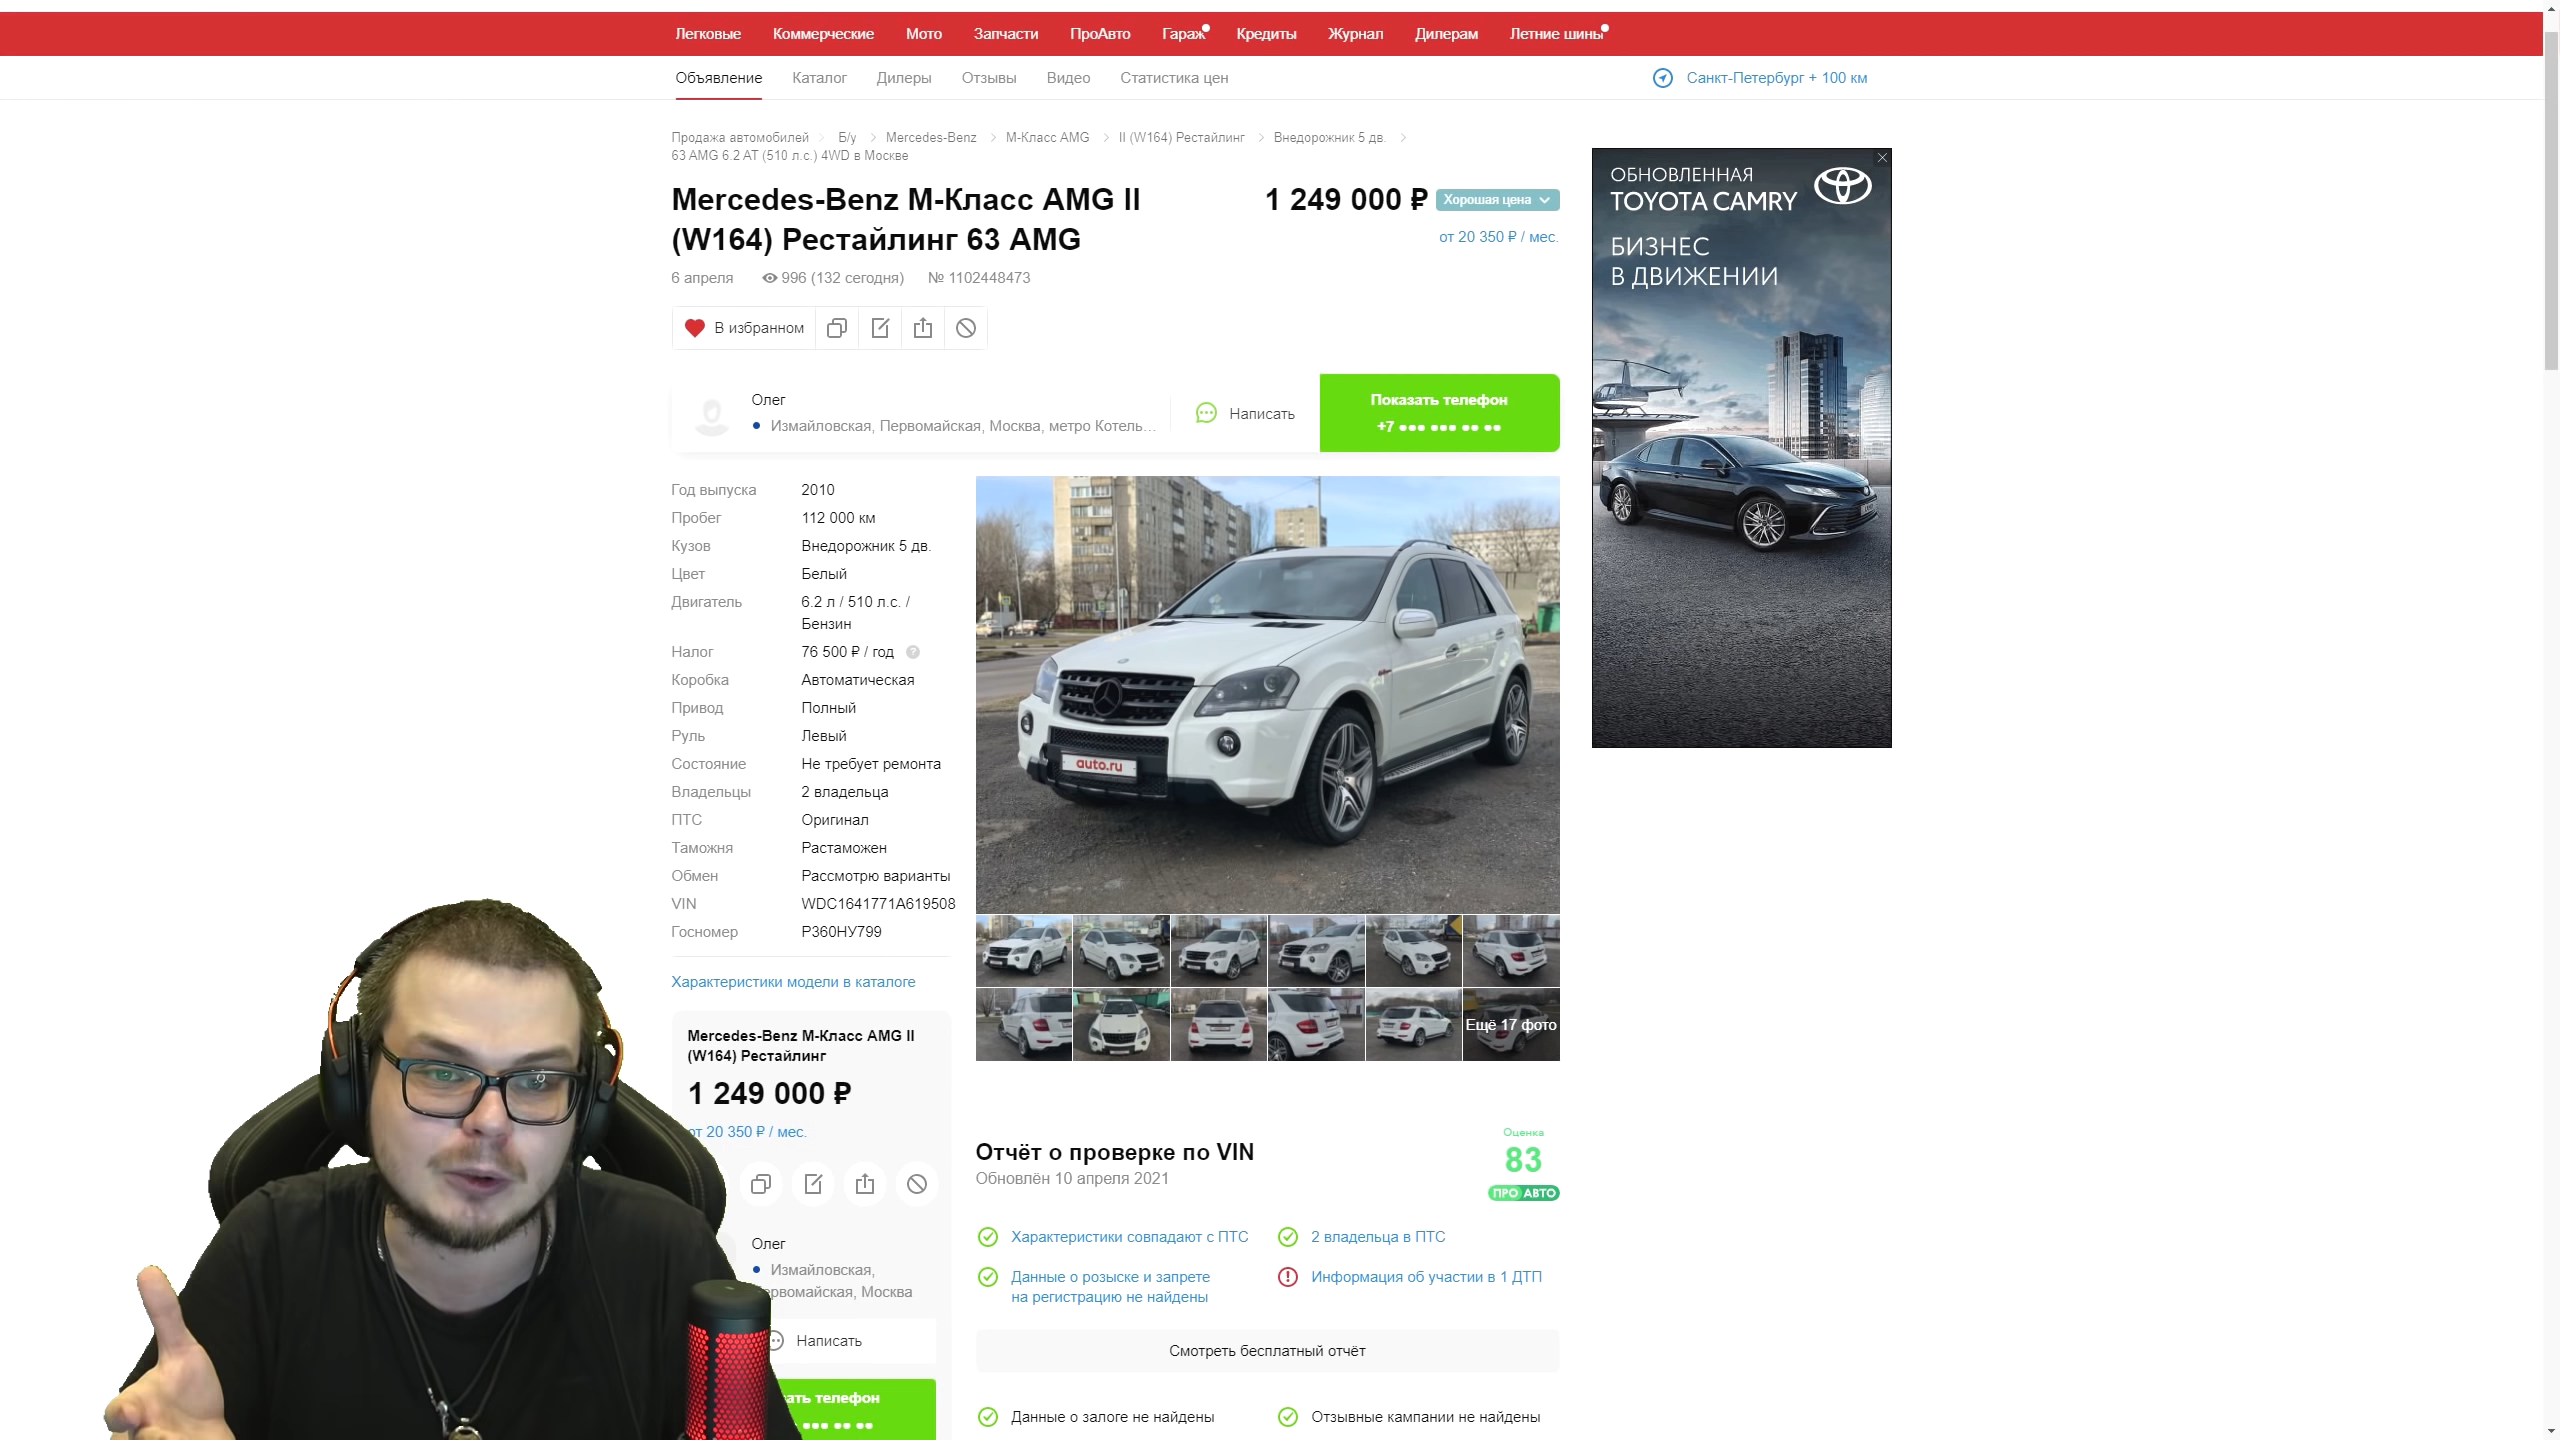 Легковые Коммерческие Мото Запчасти ПроАвто Гараж Кредиты Журнал Дилерам Летние шины
Объявление Каталог Дилеры Отзывы Видео Статистика цен Санкт-Петербург + 100 км
Продажа автомобилей Б/у Mercedes-Benz М-Класс AMG II (W164) Рестайлинг Внедорожник 5 дв.
63 AMG 6.2 AT (510 л.с.) 4WD в Москве
Mercedes-Benz М-Класс AMG II
(W164) Рестайлинг 63 AMG
1 249 000 ₽ Хорошая цена
от 20 350 ₽ / мес.
6 апреля 996 (132 сегодня) № 1102448473
В избранном
Олег
Измайловская, Первомайская, Москва, метро Котель...
Написать
Показать телефон
+7 ●●● ●●● ●● ●●
ОБНОВЛЕННАЯ
TOYOTA CAMRY
БИЗНЕС
В ДВИЖЕНИИ
Год выпуска 2010
Пробег 112 000 км
Кузов Внедорожник 5 дв.
Цвет Белый
Двигатель 6.2 л / 510 л.с. /
Бензин
Налог 76 500 ₽ / год ?
Коробка Автоматическая
Привод Полный
Руль Левый
Состояние Не требует ремонта
Владельцы 2 владельца
ПТС Оригинал
Таможня Растаможен
Обмен Рассмотрю варианты
VIN WDC1641771A619508
Госномер Р360НУ799
Характеристики модели в каталоге
auto.ru
Ещё 17 фото
Mercedes-Benz М-Класс AMG II
(W164) Рестайлинг
1 249 000 ₽
от 20 350 ₽ / мес.
Олег
Измайловская,
рвомайская, Москва
Написать
ать телефон
●●● ●● ●●
Отчёт о проверке по VIN
Обновлён 10 апреля 2021
Оценка
83
ПРО АВТО
Характеристики совпадают с ПТС
2 владельца в ПТС
Данные о розыске и запрете
на регистрацию не найдены
Информация об участии в 1 ДТП
Смотреть бесплатный отчёт
Данные о залоге не найдены
Отзывные кампании не найдены